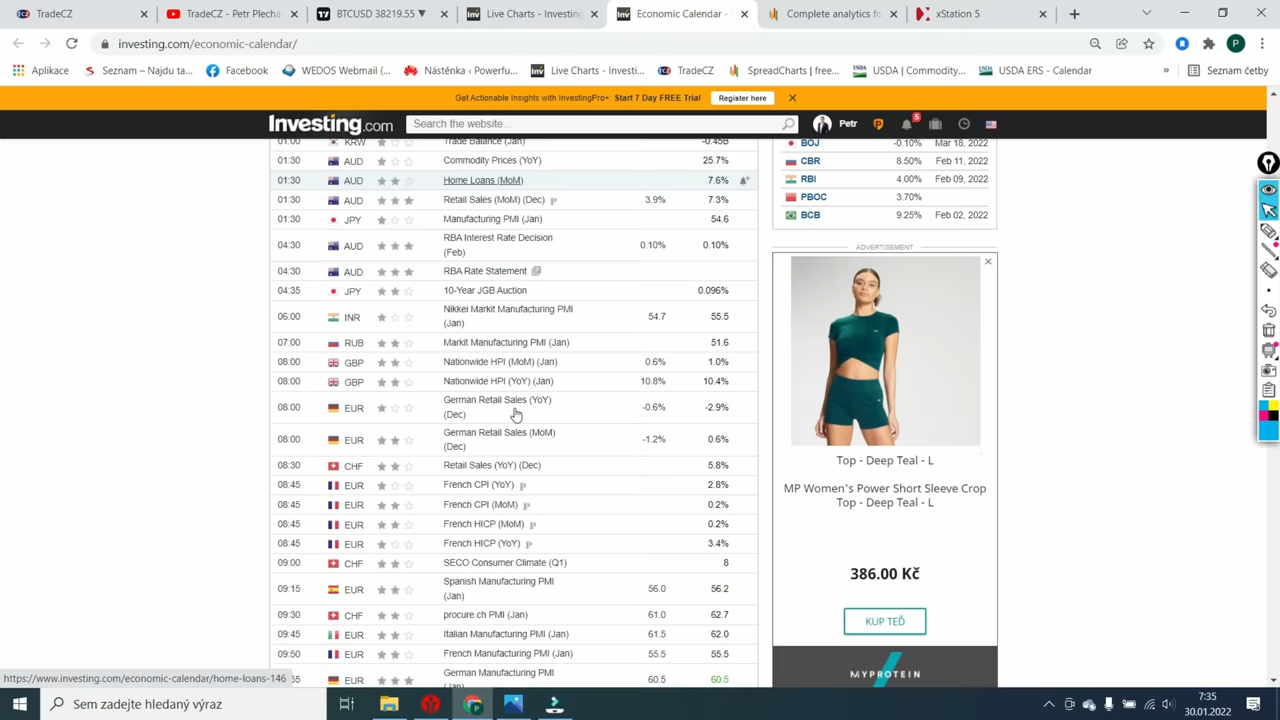 TradeCZ
TradeCZ - Petr Plechá
BTCUSD 38219.55 ▼
Live Charts - Investing
Economic Calendar -
Complete analytics fo
xStation 5
investing.com/economic-calendar/
Aplikace
Seznam – Najdu ta...
Facebook
WEDOS Webmail (...
Nástěnka ‹ Powerfu...
Live Charts - Investi...
TradeCZ
SpreadCharts | free...
USDA | Commodity...
USDA ERS - Calendar
»
Seznam četby
Get Actionable Insights with InvestingPro+: Start 7 Day FREE Trial
Register here
Investing.com
Search the website...
Petr
5
01:00 KRW Trade Balance (Jan) -0.45B
01:30 AUD Commodity Prices (YoY) 25.7%
01:30 AUD Home Loans (MoM) 7.6%
01:30 AUD Retail Sales (MoM) (Dec) P 3.9% 7.3%
01:30 JPY Manufacturing PMI (Jan) 54.6
04:30 AUD RBA Interest Rate Decision (Feb) 0.10% 0.10%
04:30 AUD RBA Rate Statement
04:35 JPY 10-Year JGB Auction 0.096%
06:00 INR Nikkei Markit Manufacturing PMI (Jan) 54.7 55.5
07:00 RUB Markit Manufacturing PMI (Jan) 51.6
08:00 GBP Nationwide HPI (MoM) (Jan) 0.6% 1.0%
08:00 GBP Nationwide HPI (YoY) (Jan) 10.8% 10.4%
08:00 EUR German Retail Sales (YoY) (Dec) -0.6% -2.9%
08:00 EUR German Retail Sales (MoM) (Dec) -1.2% 0.6%
08:30 CHF Retail Sales (YoY) (Dec) 5.8%
08:45 EUR French CPI (YoY) P 2.8%
08:45 EUR French CPI (MoM) P 0.2%
08:45 EUR French HICP (MoM) P 0.2%
08:45 EUR French HICP (YoY) P 3.4%
09:00 CHF SECO Consumer Climate (Q1) 8
09:15 EUR Spanish Manufacturing PMI (Jan) 56.0 56.2
09:30 CHF procure.ch PMI (Jan) 61.0 62.7
09:45 EUR Italian Manufacturing PMI (Jan) 61.5 62.0
09:50 EUR French Manufacturing PMI (Jan) 55.5 55.5
EUR German Manufacturing PMI (Jan) 60.5 60.5
BOJ -0.10% Mar 18, 2022
CBR 8.50% Feb 11, 2022
RBI 4.00% Feb 09, 2022
PBOC 3.70%
BCB 9.25% Feb 02, 2022
ADVERTISEMENT
Top - Deep Teal - L
MP Women's Power Short Sleeve Crop
Top - Deep Teal - L
386.00 Kč
KUP TEĎ
MYPROTEIN
https://www.investing.com/economic-calendar/home-loans-146
Sem zadejte hledaný výraz
7:35
30.01.2022